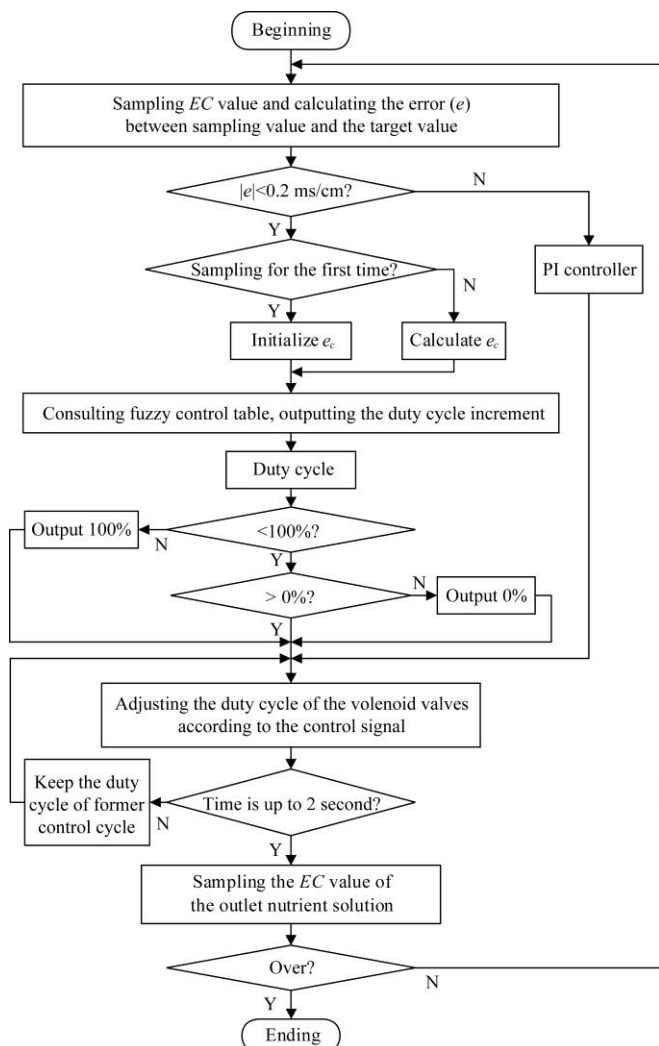 Beginning
Sampling EC value and calculating the error (e)
between sampling value and the target value
|e|<0.2 ms/cm?
N
Y
Sampling for the first time?
PI controller
N
Y
Initialize e_c
Calculate e_c
Consulting fuzzy control table, outputting the duty cycle increment
Duty cycle
Output 100%
<100%?
N
Y
> 0%?
N
Output 0%
Y
Adjusting the duty cycle of the volenoid valves
according to the control signal
Keep the duty
cycle of former
control cycle
Time is up to 2 second?
N
Y
Sampling the EC value of
the outlet nutrient solution
Over?
N
Y
Ending